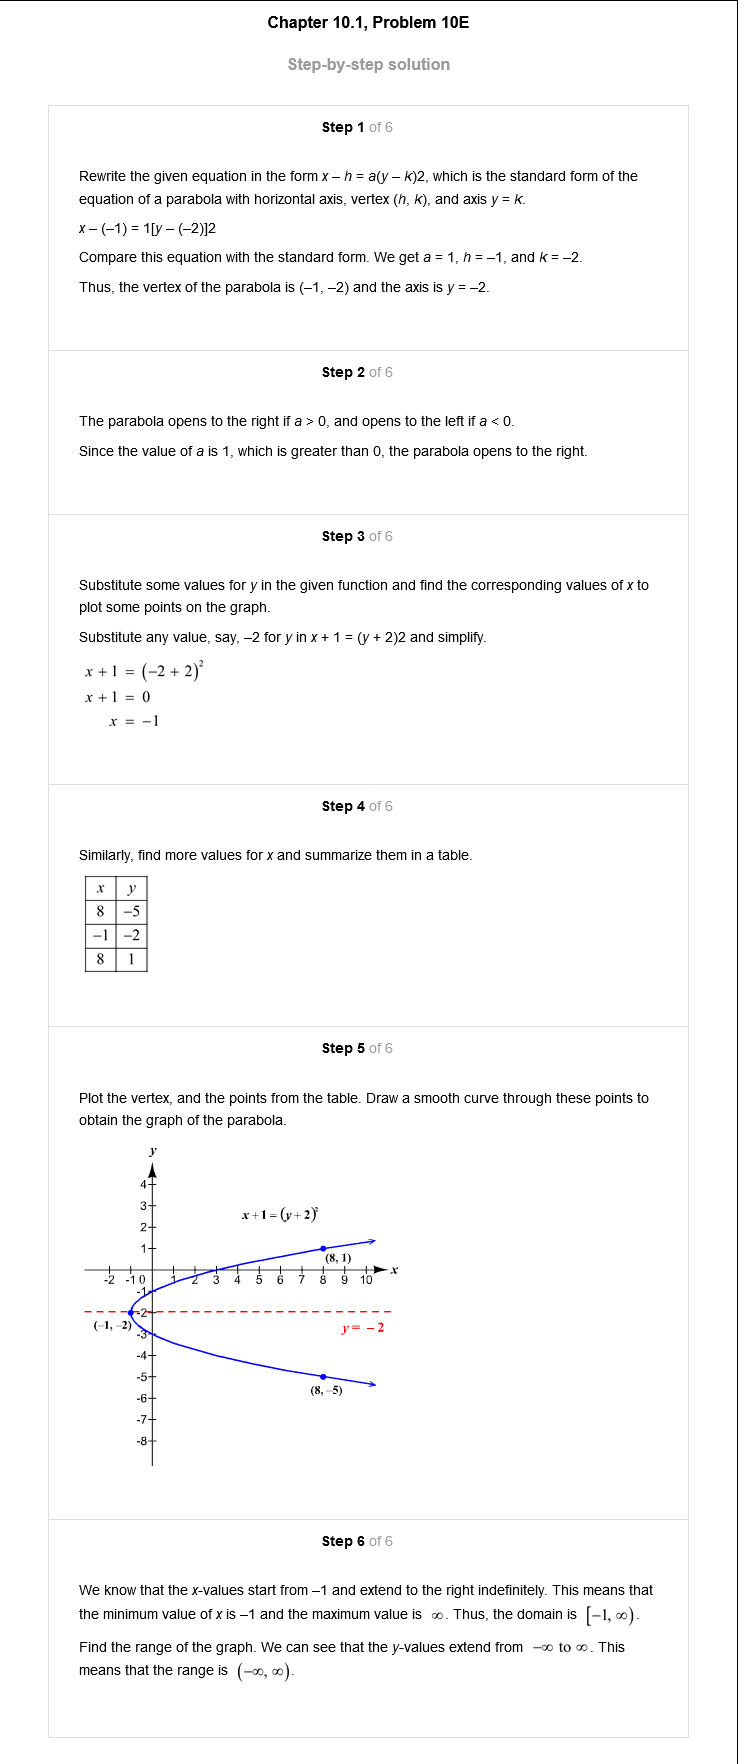 Chapter 10.1, Problem 10E
Step-by-step solution
Step 1 of 6
Rewrite the given equation in the form x – h = a(y – k)2, which is the standard form of the
equation of a parabola with horizontal axis, vertex (h, k), and axis y = k.
x – (–1) = 1[y – (–2)]2
Compare this equation with the standard form. We get a = 1, h = –1, and k = –2.
Thus, the vertex of the parabola is (–1, –2) and the axis is y = –2.
Step 2 of 6
The parabola opens to the right if a > 0, and opens to the left if a < 0.
Since the value of a is 1, which is greater than 0, the parabola opens to the right.
Step 3 of 6
Substitute some values for y in the given function and find the corresponding values of x to
plot some points on the graph.
Substitute any value, say, –2 for y in x + 1 = (y + 2)2 and simplify.
x + 1 = (−2 + 2)²
x + 1 = 0
x = −1
Step 4 of 6
Similarly, find more values for x and summarize them in a table.
x y
8 −5
−1 −2
8 1
Step 5 of 6
Plot the vertex, and the points from the table. Draw a smooth curve through these points to
obtain the graph of the parabola.
y
4
3
x + 1 = (y + 2)²
2
1
(8, 1)
x
-2 -1 0 1 2 3 4 5 6 7 8 9 10
-1
-2
(−1, −2)
y = − 2
-3
-4
-5
(8, −5)
-6
-7
-8
Step 6 of 6
We know that the x-values start from –1 and extend to the right indefinitely. This means that
the minimum value of x is –1 and the maximum value is ∞. Thus, the domain is [−1, ∞).
Find the range of the graph. We can see that the y-values extend from −∞ to ∞. This
means that the range is (−∞, ∞).